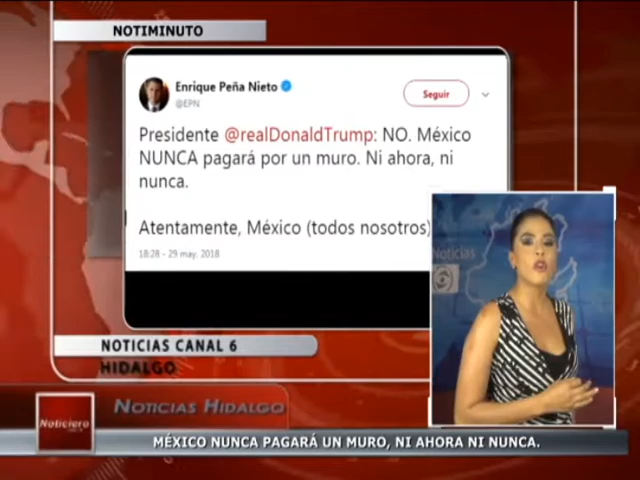 NOTIMINUTO
Enrique Peña Nieto
@EPN
Seguir
Presidente @realDonaldTrump: NO. México
NUNCA pagará por un muro. Ni ahora, ni
nunca.
Atentamente, México (todos nosotros)
18:28 - 29 may. 2018
Noticias
NOTICIAS CANAL 6
HIDALGO
NOTICIAS HIDALGO
Noticiero
MÉXICO NUNCA PAGARÁ UN MURO, NI AHORA NI NUNCA.